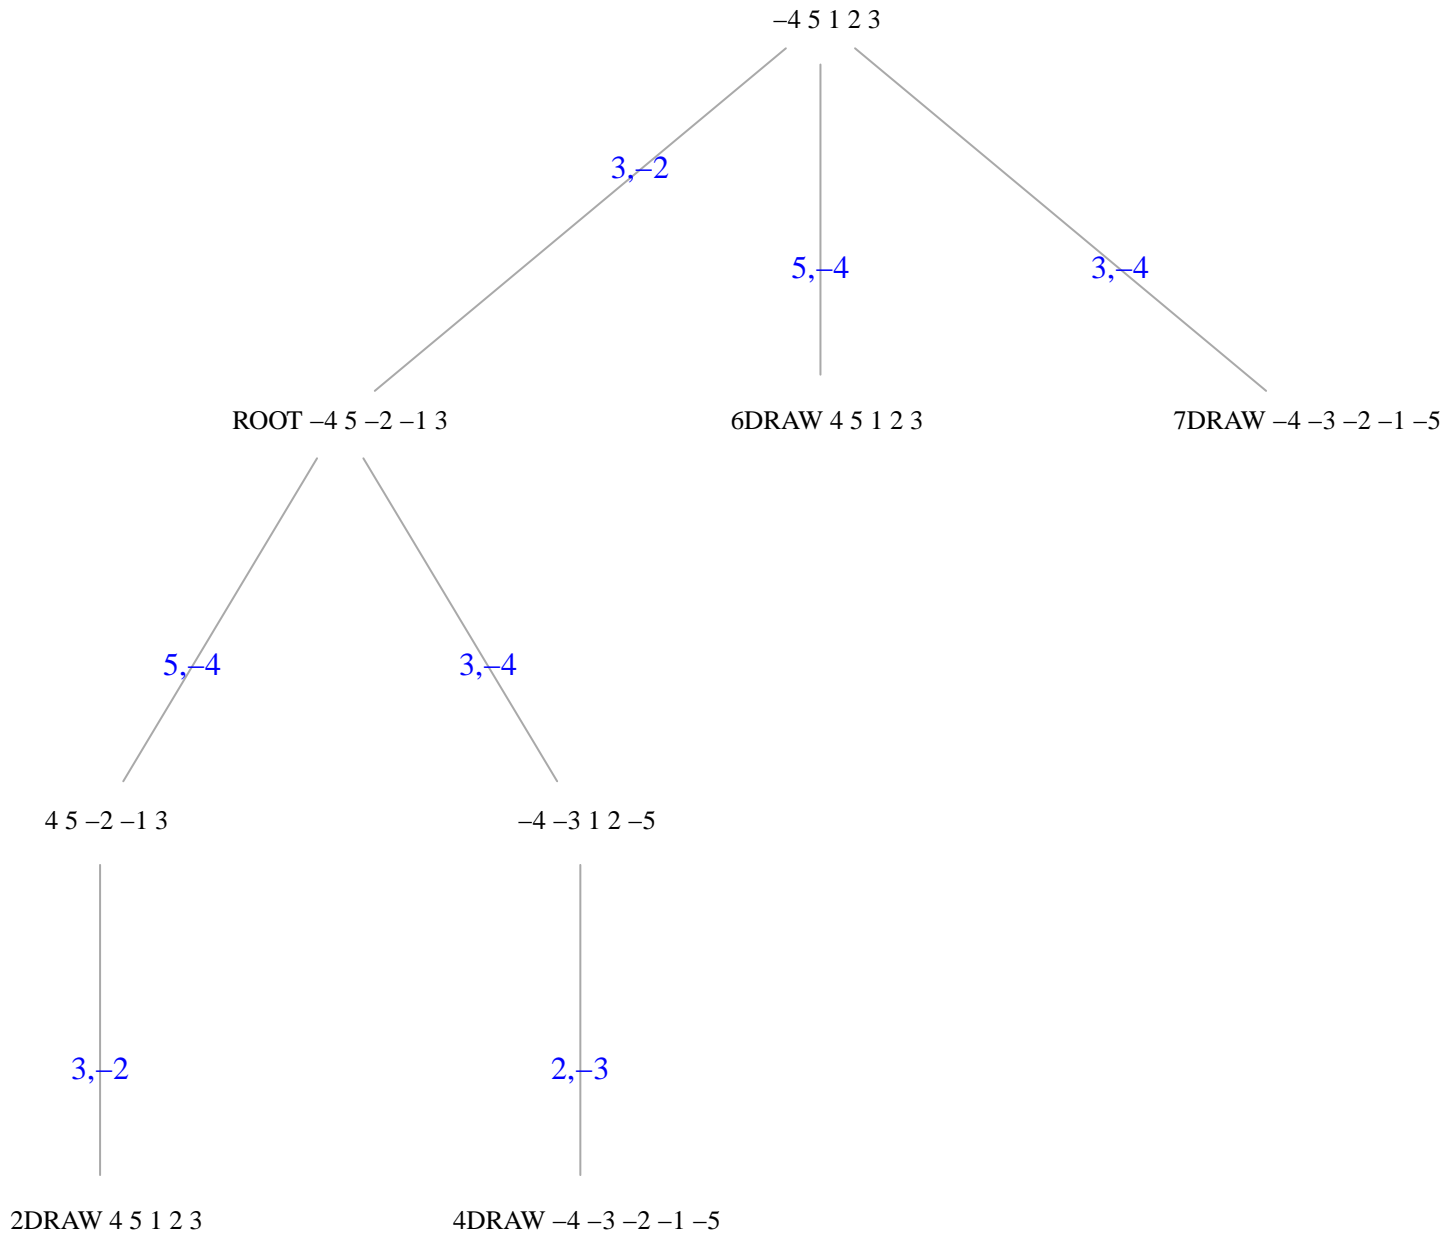 –4 5 1 2 3
3,–2
5,–4
3,–4
ROOT –4 5 –2 –1 3
6DRAW 4 5 1 2 3
7DRAW –4 –3 –2 –1 –5
5,–4
3,–4
4 5 –2 –1 3
–4 –3 1 2 –5
3,–2
2,–3
2DRAW 4 5 1 2 3
4DRAW –4 –3 –2 –1 –5